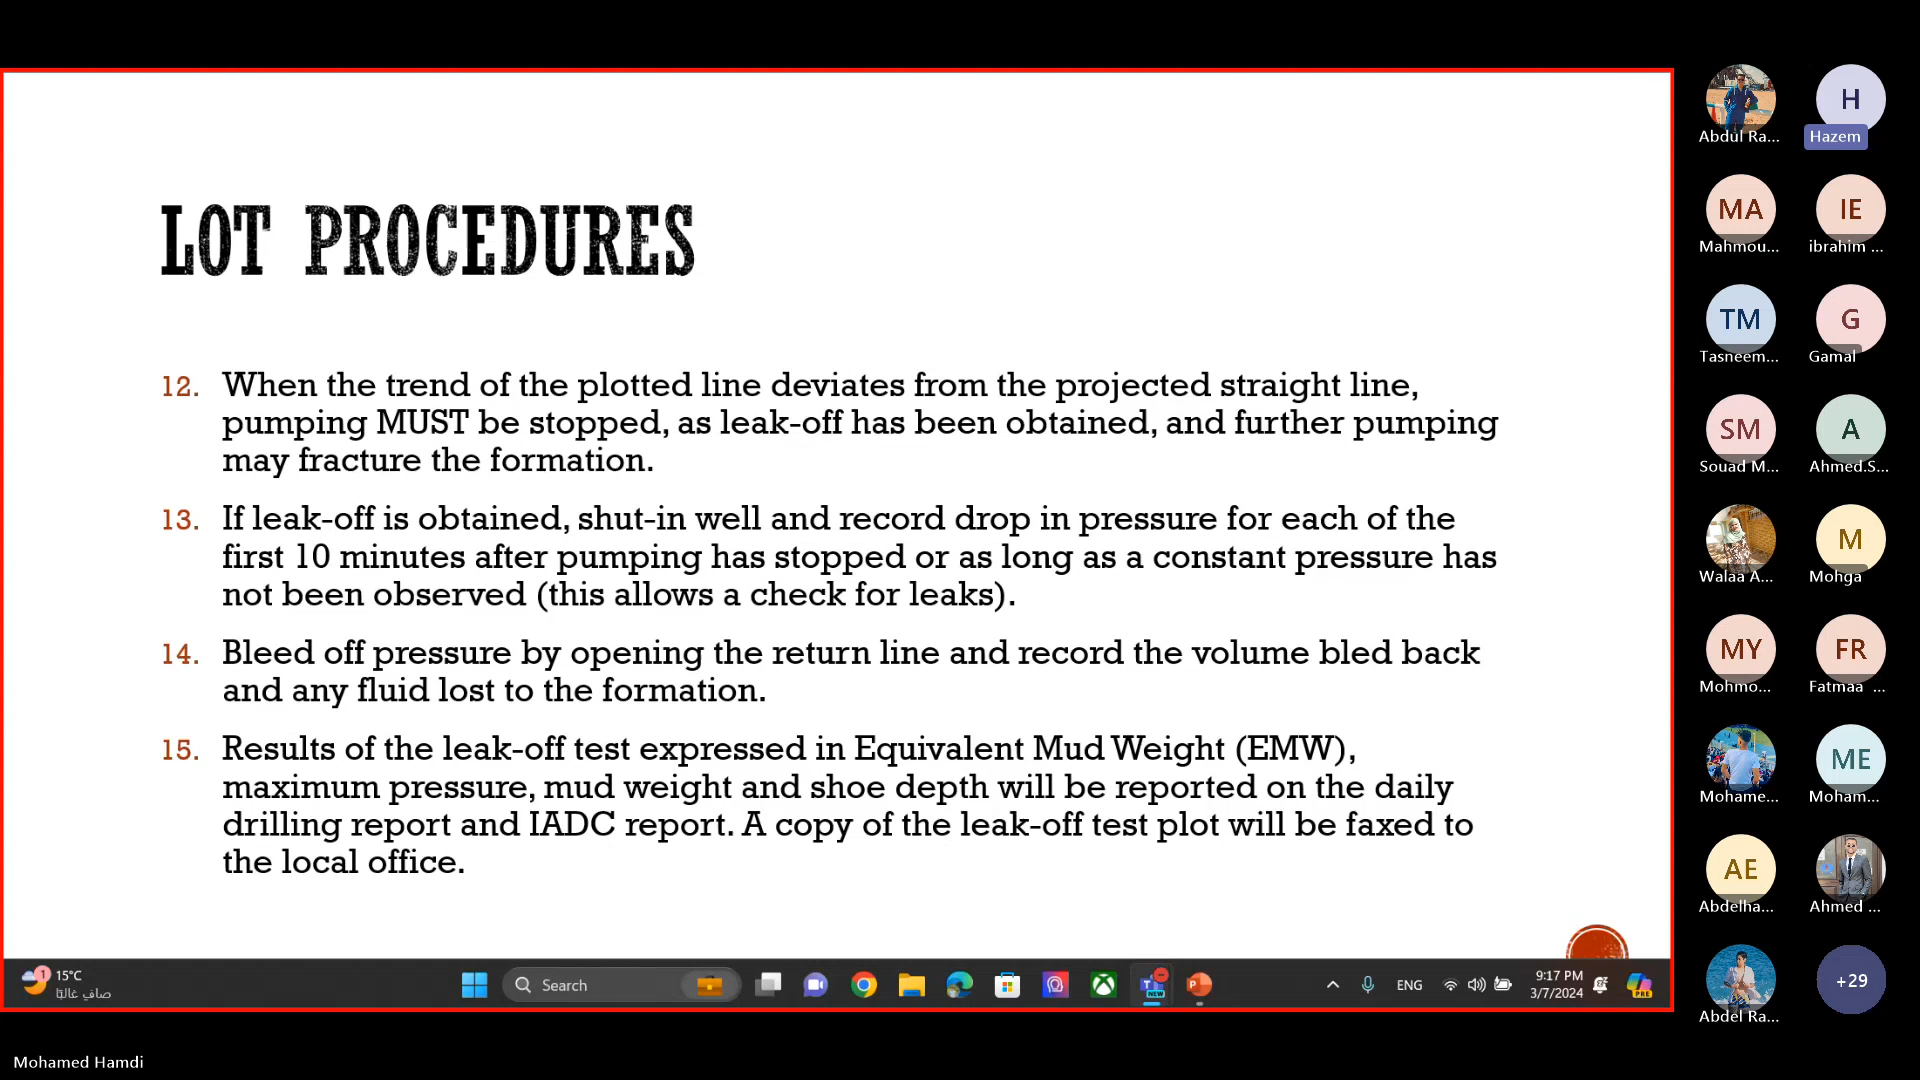 LOT PROCEDURES
12. When the trend of the plotted line deviates from the projected straight line,
pumping MUST be stopped, as leak-off has been obtained, and further pumping
may fracture the formation.
13. If leak-off is obtained, shut-in well and record drop in pressure for each of the
first 10 minutes after pumping has stopped or as long as a constant pressure has
not been observed (this allows a check for leaks).
14. Bleed off pressure by opening the return line and record the volume bled back
and any fluid lost to the formation.
15. Results of the leak-off test expressed in Equivalent Mud Weight (EMW),
maximum pressure, mud weight and shoe depth will be reported on the daily
drilling report and IADC report. A copy of the leak-off test plot will be faxed to
the local office.
1
15°C
صافٍ غالبًا
Search
NEW
ENG
9:17 PM
3/7/2024
PRE
Mohamed Hamdi
H
Abdul Ra... Hazem
MA IE
Mahmou... ibrahim ...
TM G
Tasneem... Gamal
SM A
Souad M... Ahmed.S...
M
Walaa A... Mohga
MY FR
Mohmo... Fatmaa ...
ME
Mohame... Moham...
AE
Abdelha... Ahmed ...
+29
Abdel Ra...